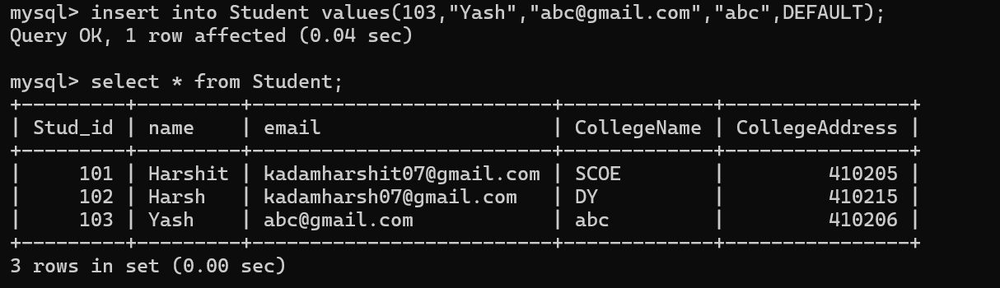 mysql> insert into Student values(103,"Yash","abc@gmail.com","abc",DEFAULT);
Query OK, 1 row affected (0.04 sec)
mysql> select * from Student;
+---------+---------+--------------------------+-------------+----------------+
| Stud_id | name    | email                    | CollegeName | CollegeAddress |
+---------+---------+--------------------------+-------------+----------------+
|     101 | Harshit | kadamharshit07@gmail.com | SCOE        |         410205 |
|     102 | Harsh   | kadamharsh07@gmail.com   | DY          |         410215 |
|     103 | Yash    | abc@gmail.com            | abc         |         410206 |
+---------+---------+--------------------------+-------------+----------------+
3 rows in set (0.00 sec)